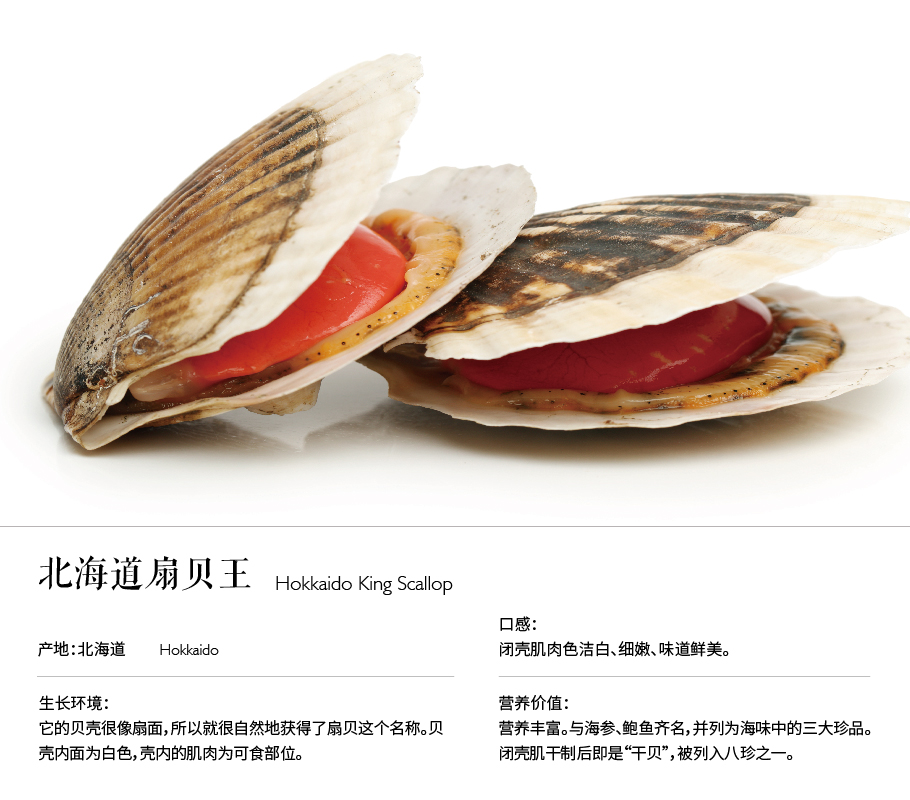 北海道扇贝王 Hokkaido King Scallop
产地：北海道 Hokkaido
生长环境：
它的贝壳很像扇面，所以就很自然地获得了扇贝这个名称。贝
壳内面为白色，壳内的肌肉为可食部位。
口感：
闭壳肌肉色洁白、细嫩、味道鲜美。
营养价值：
营养丰富。与海参、鲍鱼齐名，并列为海味中的三大珍品。
闭壳肌干制后即是“干贝”，被列入八珍之一。